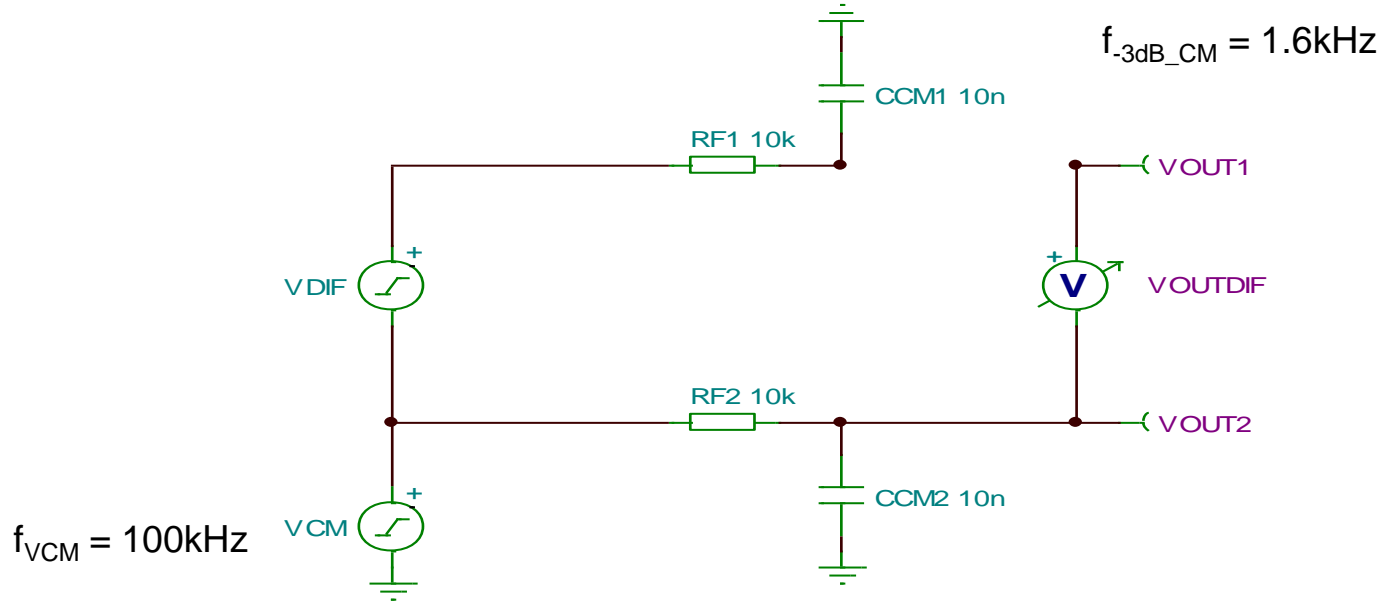 f-3dB_CM = 1.6kHz
CCM1 10n
RF1 10k
VOUT1
+
+
VDIF
V
VOUTDIF
RF2 10k
VOUT2
+
CCM2 10n
VCM
fVCM = 100kHz